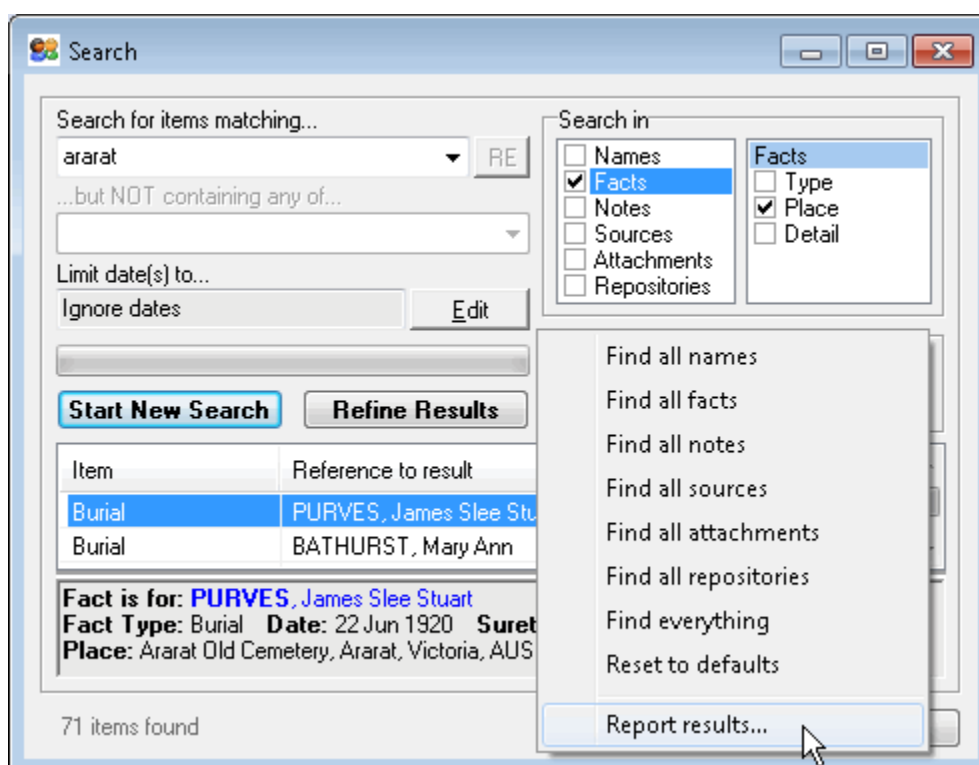 Search
Search for items matching...
ararat
RE
...but NOT containing any of...
Limit date(s) to...
Ignore dates
Edit
Search in
Names
Facts
Notes
Sources
Attachments
Repositories
Facts
Type
Place
Detail
Start New Search
Refine Results
Item Reference to result
Burial PURVES, James Slee Stu
Burial BATHURST, Mary Ann
Fact is for: PURVES, James Slee Stuart
Fact Type: Burial Date: 22 Jun 1920 Suret
Place: Ararat Old Cemetery, Ararat, Victoria, AUS
71 items found
Find all names
Find all facts
Find all notes
Find all sources
Find all attachments
Find all repositories
Find everything
Reset to defaults
Report results...